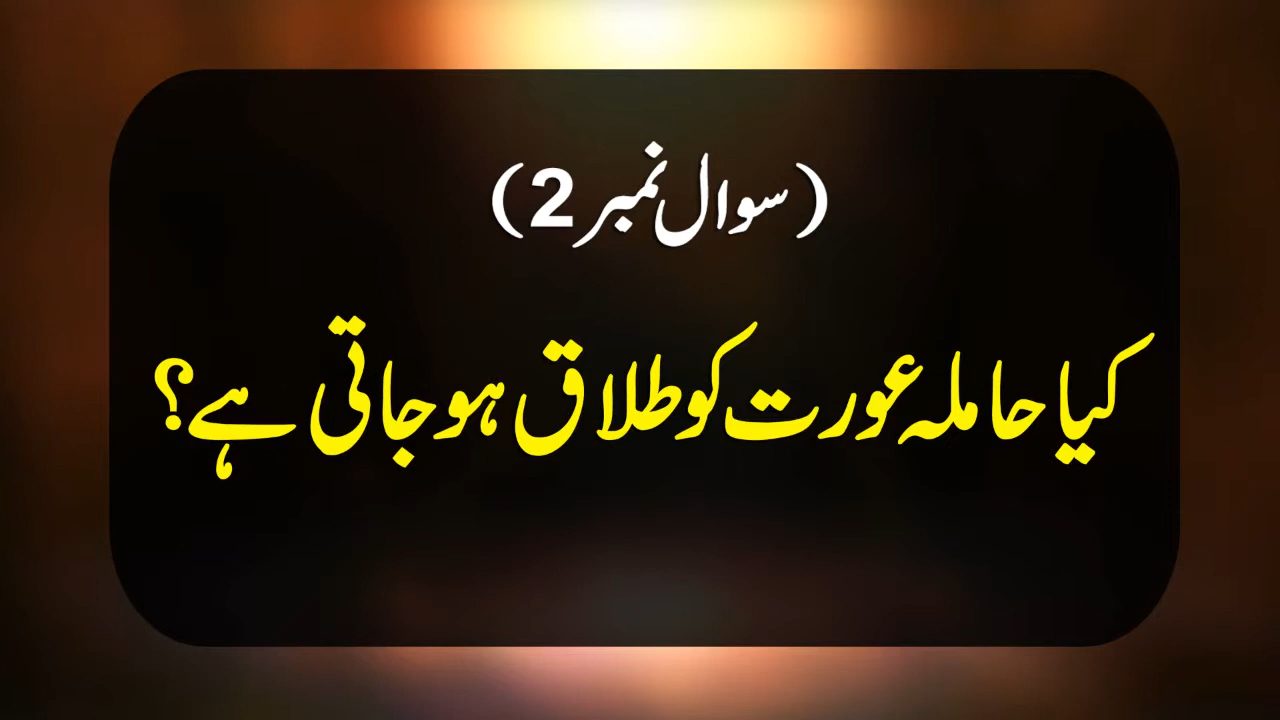 (سوال نمبر 2)
کیا حاملہ عورت کو طلاق ہو جاتی ہے؟